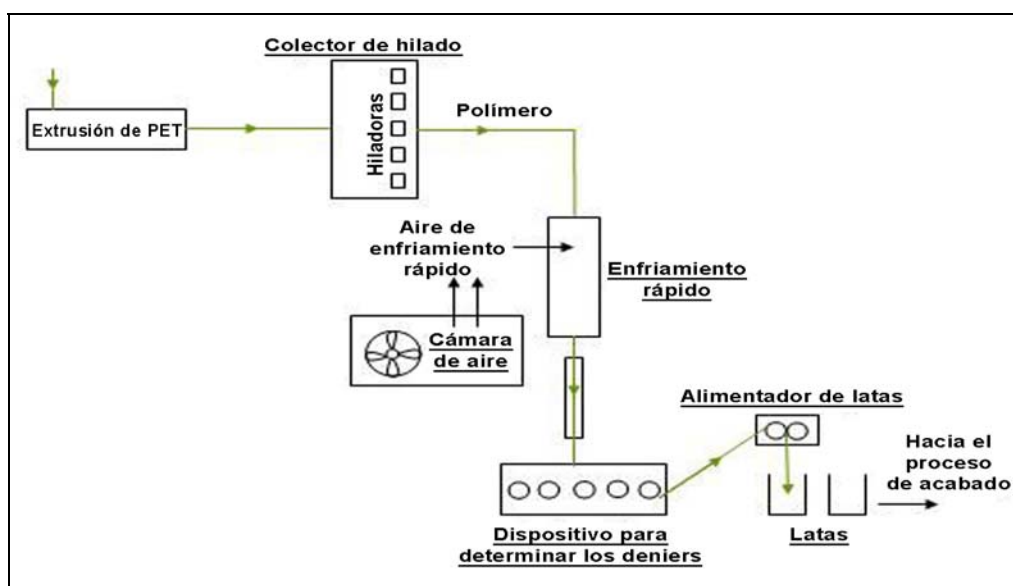 Colector de hilado
Extrusión de PET
Hiladoras
Polímero
Aire de
enfriamiento
rápido
Enfriamiento
rápido
Cámara
de aire
Alimentador de latas
Hacia el
proceso
de acabado
Dispositivo para
determinar los deniers
Latas